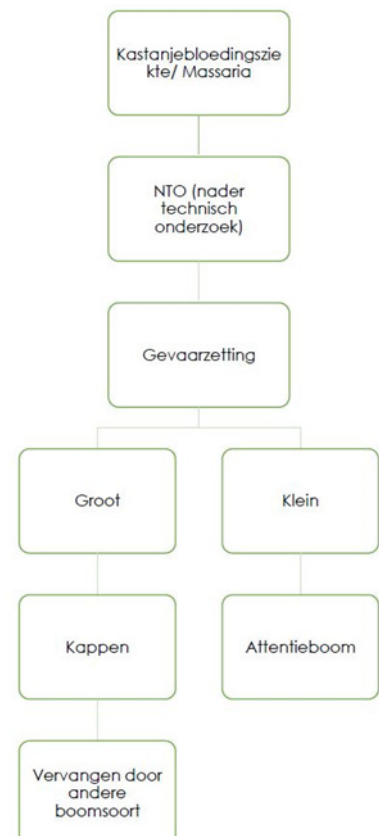 Kastanjebloedingszie
kte/ Massaria
NTO (nader
technisch
onderzoek)
Gevaarzetting
Groot
Klein
Kappen
Attentieboom
Vervangen door
andere
boomsoort